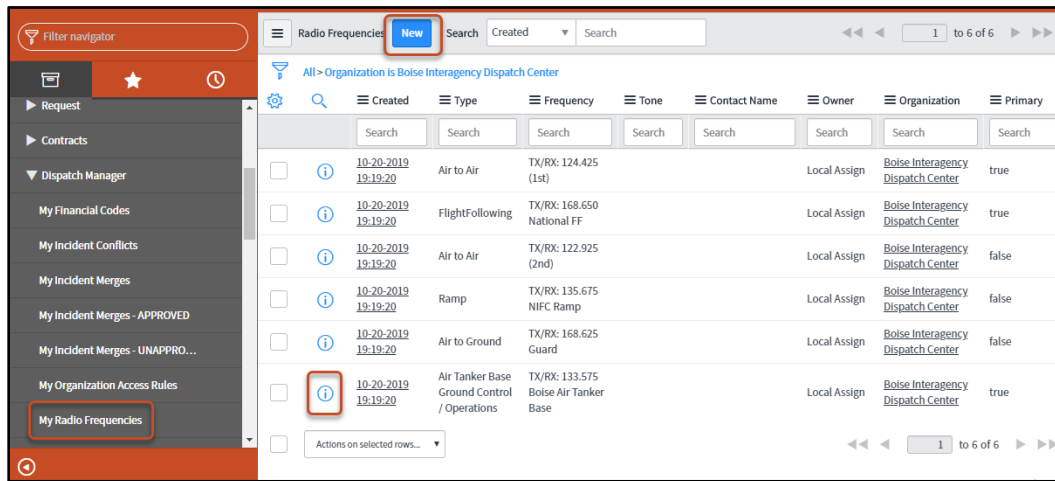 Filter navigator
Request
Contracts
Dispatch Manager
My Financial Codes
My Incident Conflicts
My Incident Merges
My Incident Merges - APPROVED
My Incident Merges - UNAPPRO...
My Organization Access Rules
My Radio Frequencies
Radio Frequencies New Search Created Search 1 to 6 of 6
All > Organization is Boise Interagency Dispatch Center
Created Type Frequency Tone Contact Name Owner Organization Primary
Search Search Search Search Search Search Search Search
10-20-2019 19:19:20 Air to Air TX/RX: 124.425 (1st) Local Assign Boise Interagency Dispatch Center true
10-20-2019 19:19:20 FlightFollowing TX/RX: 168.650 National FF Local Assign Boise Interagency Dispatch Center true
10-20-2019 19:19:20 Air to Air TX/RX: 122.925 (2nd) Local Assign Boise Interagency Dispatch Center false
10-20-2019 19:19:20 Ramp TX/RX: 135.675 NIFC Ramp Local Assign Boise Interagency Dispatch Center false
10-20-2019 19:19:20 Air to Ground TX/RX: 168.625 Guard Local Assign Boise Interagency Dispatch Center false
10-20-2019 19:19:20 Air Tanker Base Ground Control / Operations TX/RX: 133.575 Boise Air Tanker Base Local Assign Boise Interagency Dispatch Center true
Actions on selected rows... 1 to 6 of 6